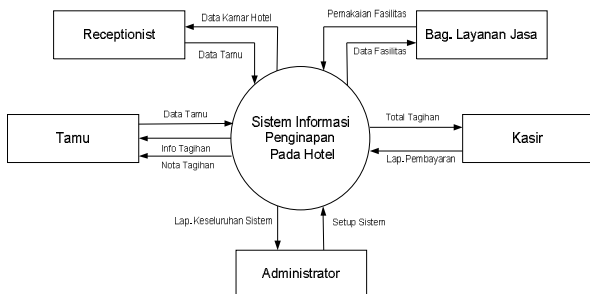 Data Kamar Hotel
Pemakaian Fasilitas
Receptionist
Bag. Layanan Jasa
Data Tamu
Data Fasilitas
Data Tamu
Sistem Informasi
Penginapan
Pada Hotel
Total Tagihan
Tamu
Kasir
Info Tagihan
Nota Tagihan
Lap. Pembayaran
Lap. Keseluruhan Sistem
Setup Sistem
Administrator